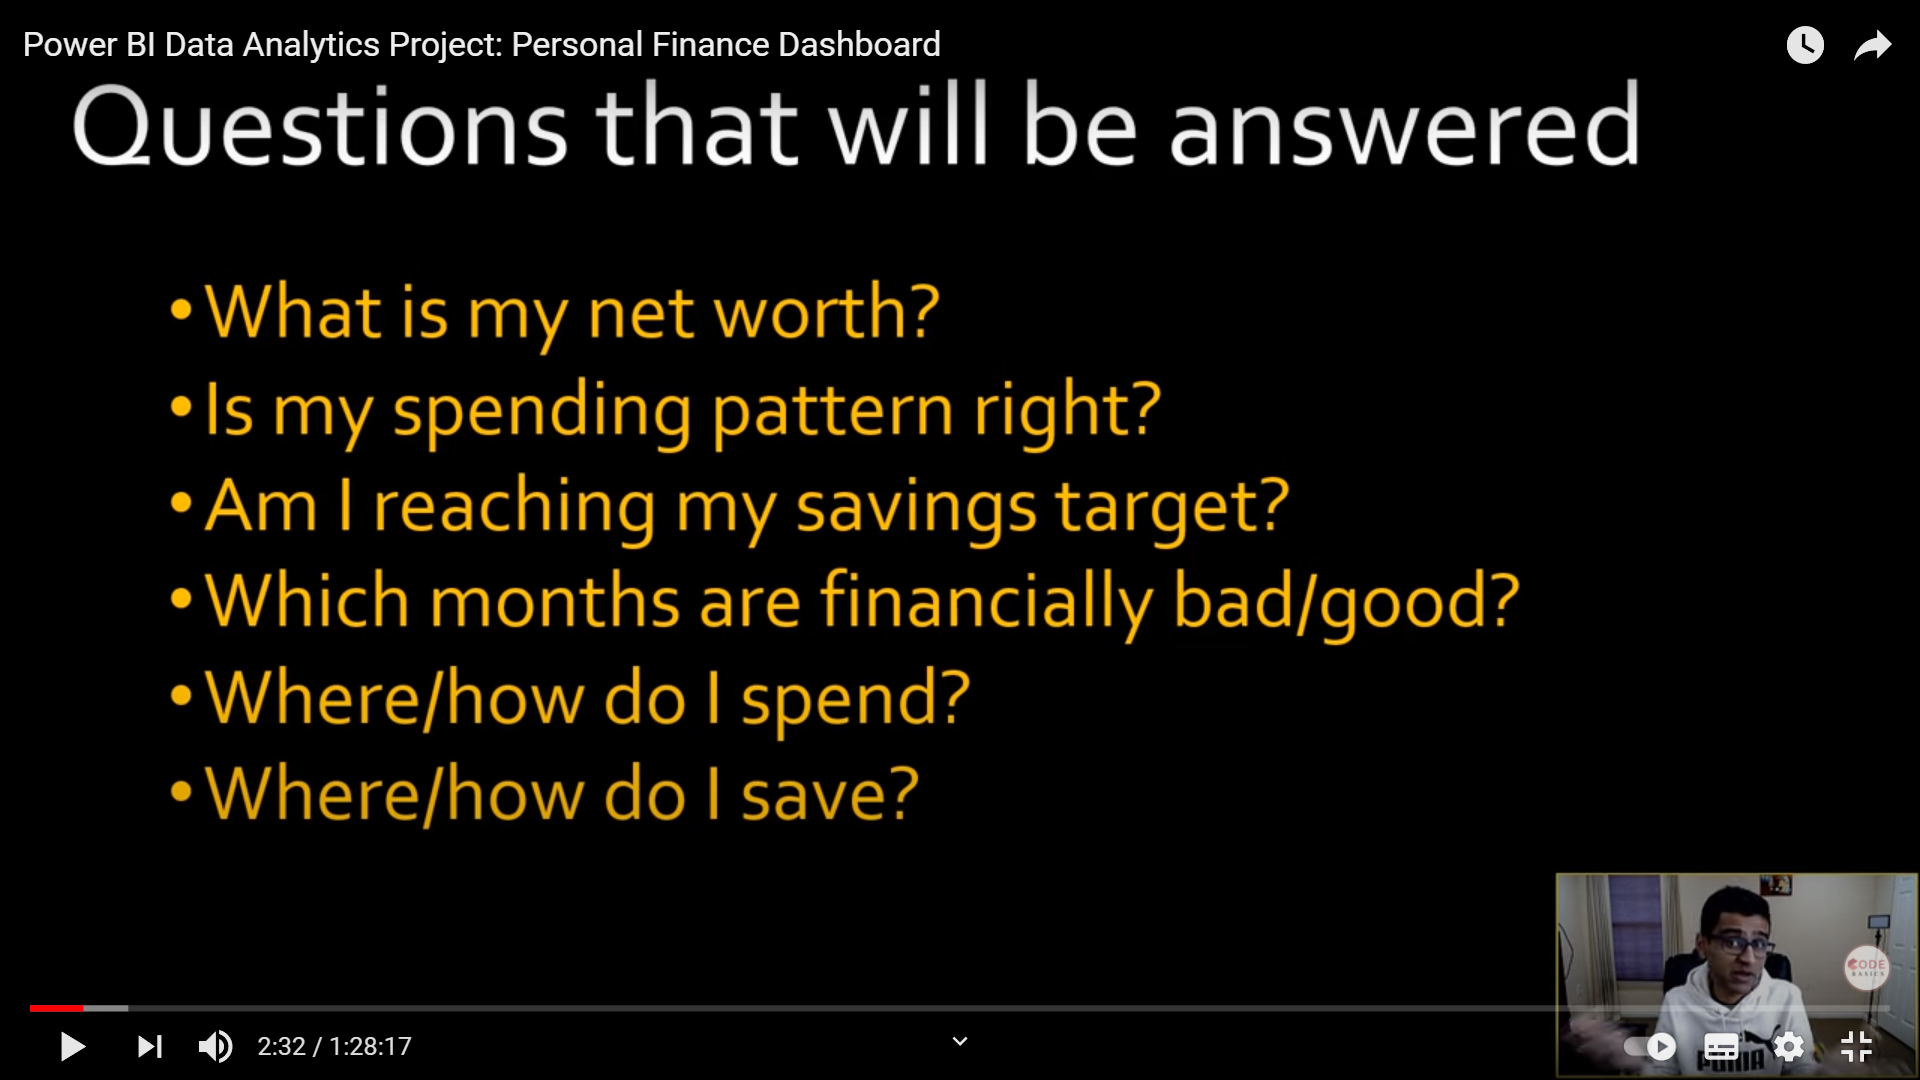 Power BI Data Analytics Project: Personal Finance Dashboard
Questions that will be answered
•What is my net worth?
•Is my spending pattern right?
•Am I reaching my savings target?
•Which months are financially bad/good?
•Where/how do I spend?
•Where/how do I save?
CODE
BASICS
2:32 / 1:28:17
PUMA